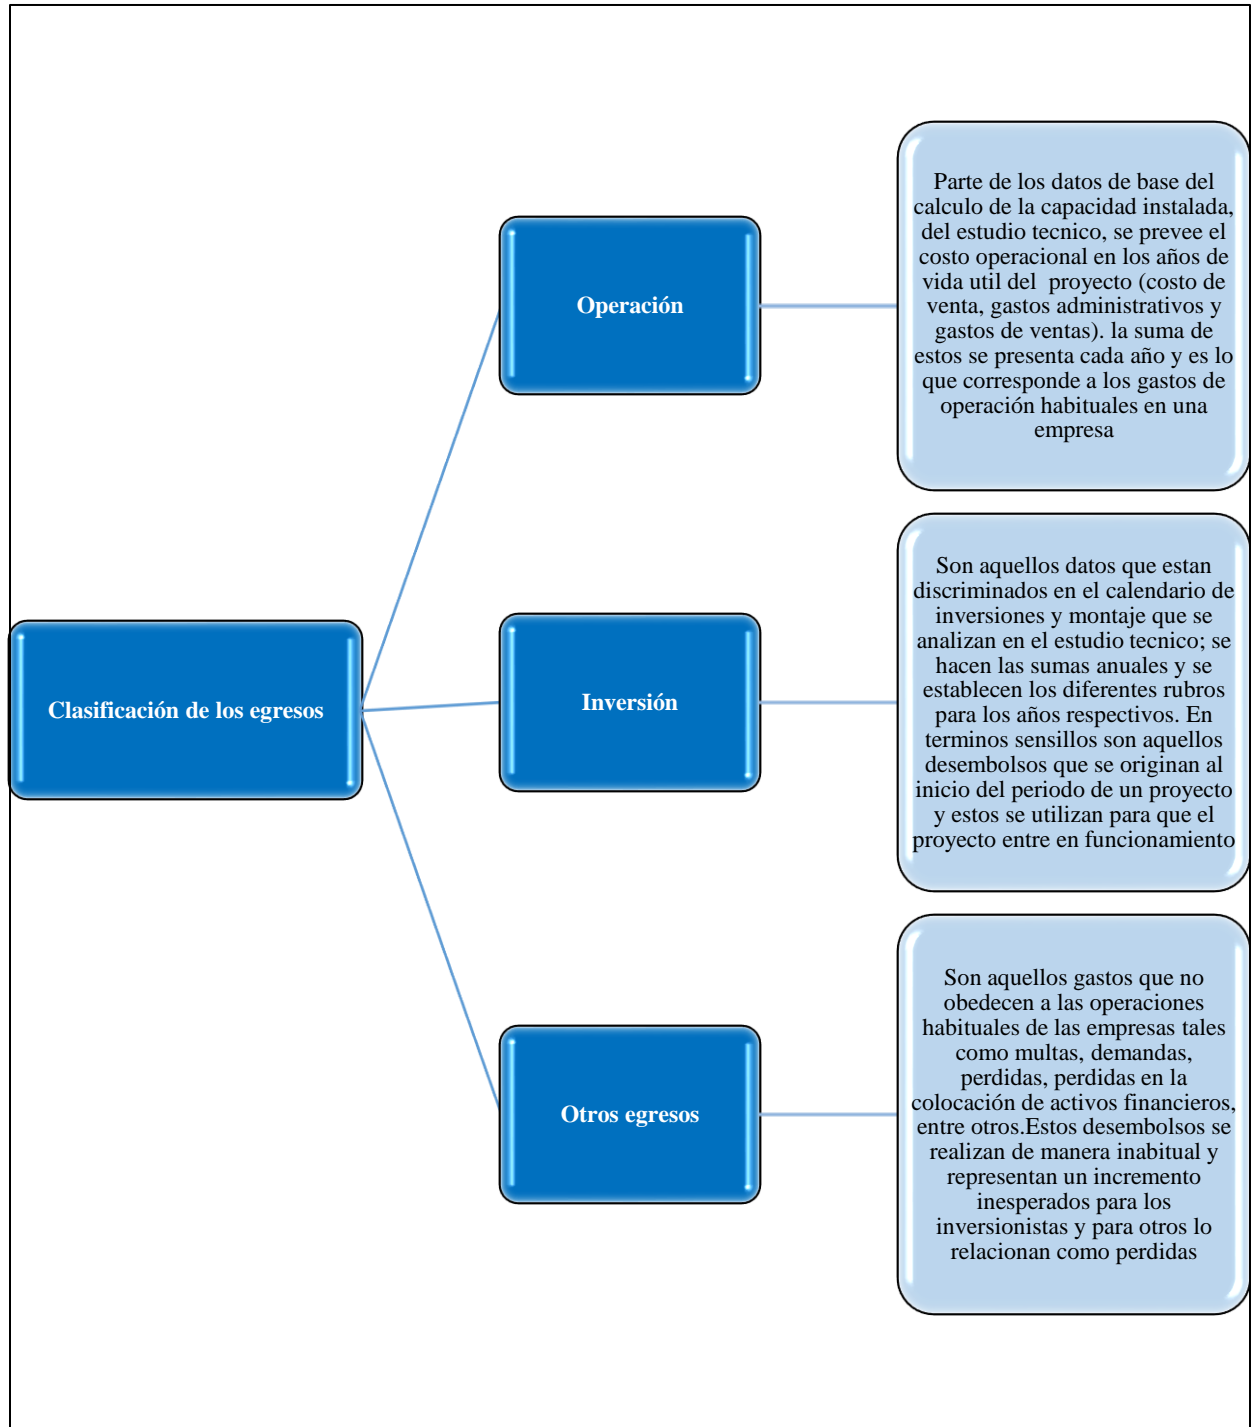 Clasificación de los egresos
Operación
Parte de los datos de base del
calculo de la capacidad instalada,
del estudio tecnico, se prevee el
costo operacional en los años de
vida util del  proyecto (costo de
venta, gastos administrativos y
gastos de ventas). la suma de
estos se presenta cada año y es lo
que corresponde a los gastos de
operación habituales en una
empresa
Inversión
Son aquellos datos que estan
discriminados en el calendario de
inversiones y montaje que se
analizan en el estudio tecnico; se
hacen las sumas anuales y se
establecen los diferentes rubros
para los años respectivos. En
terminos sensillos son aquellos
desembolsos que se originan al
inicio del periodo de un proyecto
y estos se utilizan para que el
proyecto entre en funcionamiento
Otros egresos
Son aquellos gastos que no
obedecen a las operaciones
habituales de las empresas tales
como multas, demandas,
perdidas, perdidas en la
colocación de activos financieros,
entre otros.Estos desembolsos se
realizan de manera inabitual y
representan un incremento
inesperados para los
inversionistas y para otros lo
relacionan como perdidas